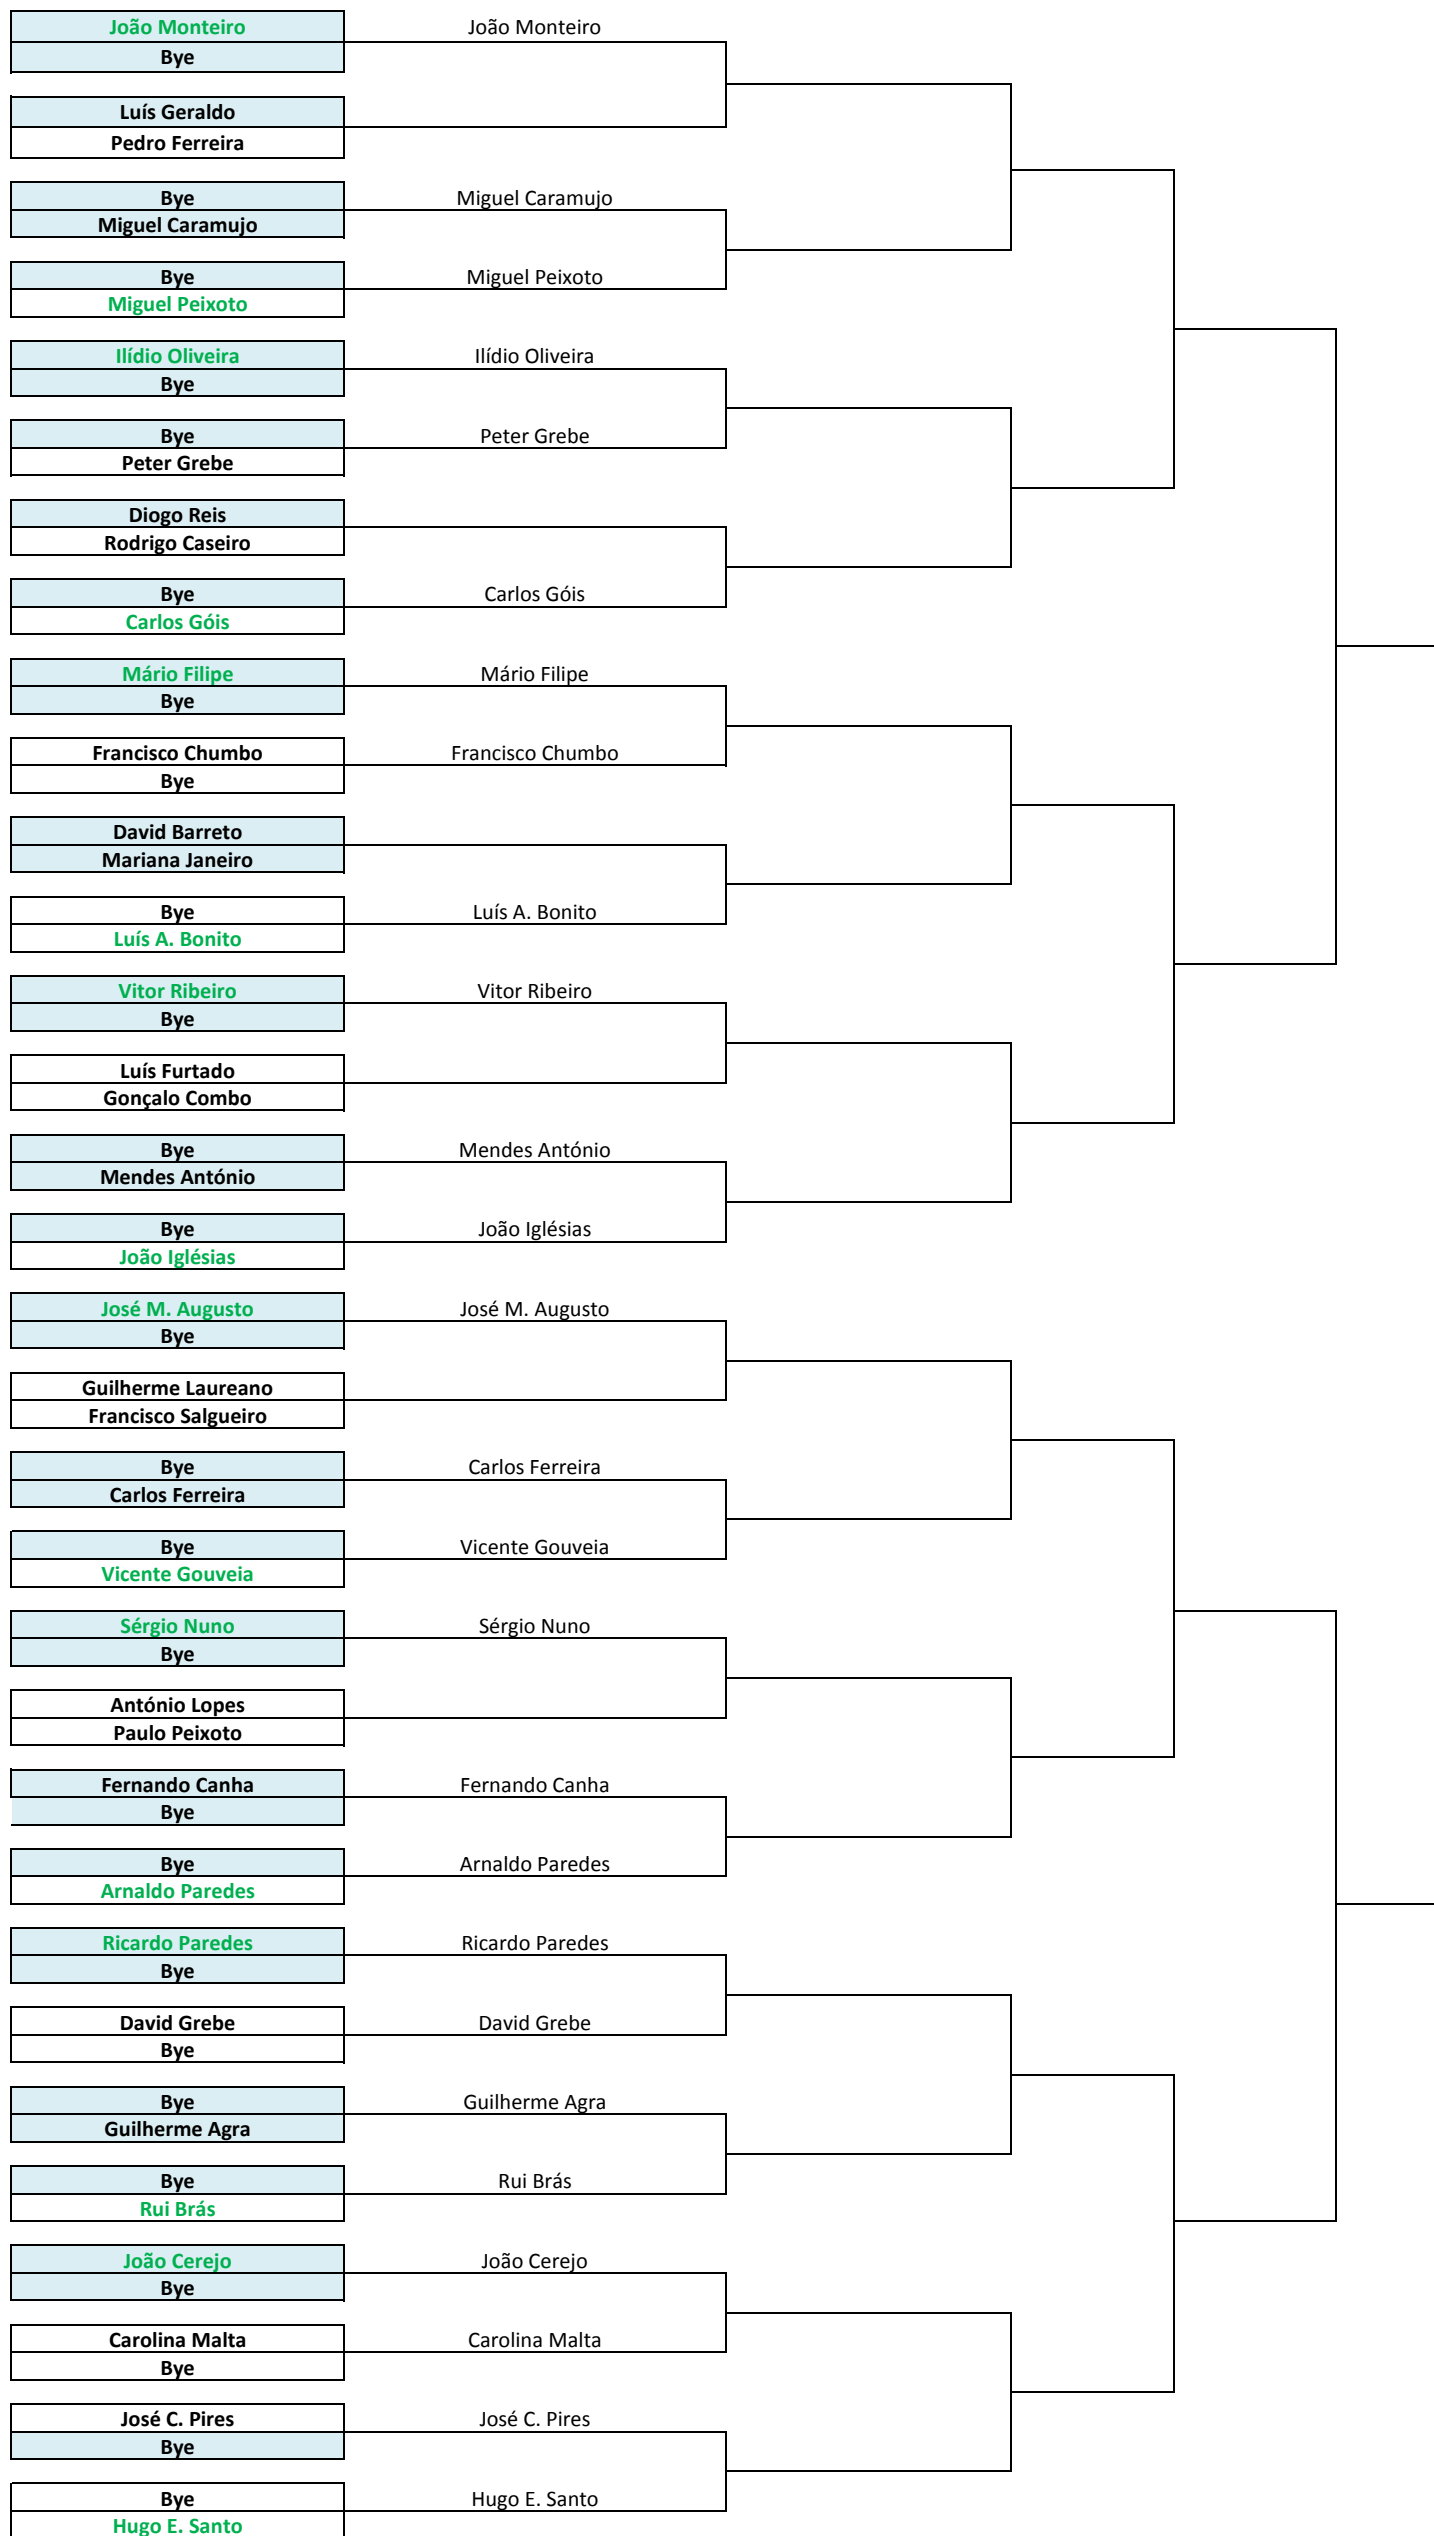 João Monteiro João Monteiro
Bye
Luís Geraldo
Pedro Ferreira
Bye Miguel Caramujo
Miguel Caramujo
Bye Miguel Peixoto
Miguel Peixoto
Ilídio Oliveira Ilídio Oliveira
Bye
Bye Peter Grebe
Peter Grebe
Diogo Reis
Rodrigo Caseiro
Bye Carlos Góis
Carlos Góis
Mário Filipe Mário Filipe
Bye
Francisco Chumbo Francisco Chumbo
Bye
David Barreto
Mariana Janeiro
Bye Luís A. Bonito
Luís A. Bonito
Vitor Ribeiro Vitor Ribeiro
Bye
Luís Furtado
Gonçalo Combo
Bye Mendes António
Mendes António
Bye João Iglésias
João Iglésias
José M. Augusto José M. Augusto
Bye
Guilherme Laureano
Francisco Salgueiro
Bye Carlos Ferreira
Carlos Ferreira
Bye Vicente Gouveia
Vicente Gouveia
Sérgio Nuno Sérgio Nuno
Bye
António Lopes
Paulo Peixoto
Fernando Canha Fernando Canha
Bye
Bye Arnaldo Paredes
Arnaldo Paredes
Ricardo Paredes Ricardo Paredes
Bye
David Grebe David Grebe
Bye
Bye Guilherme Agra
Guilherme Agra
Bye Rui Brás
Rui Brás
João Cerejo João Cerejo
Bye
Carolina Malta Carolina Malta
Bye
José C. Pires José C. Pires
Bye
Bye Hugo E. Santo
Hugo E. Santo